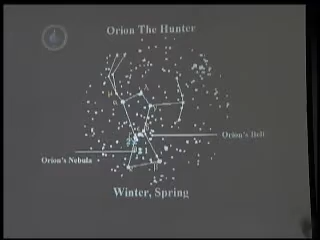 Orion The Hunter
Orion's Belt
Orion's Nebula
Winter, Spring